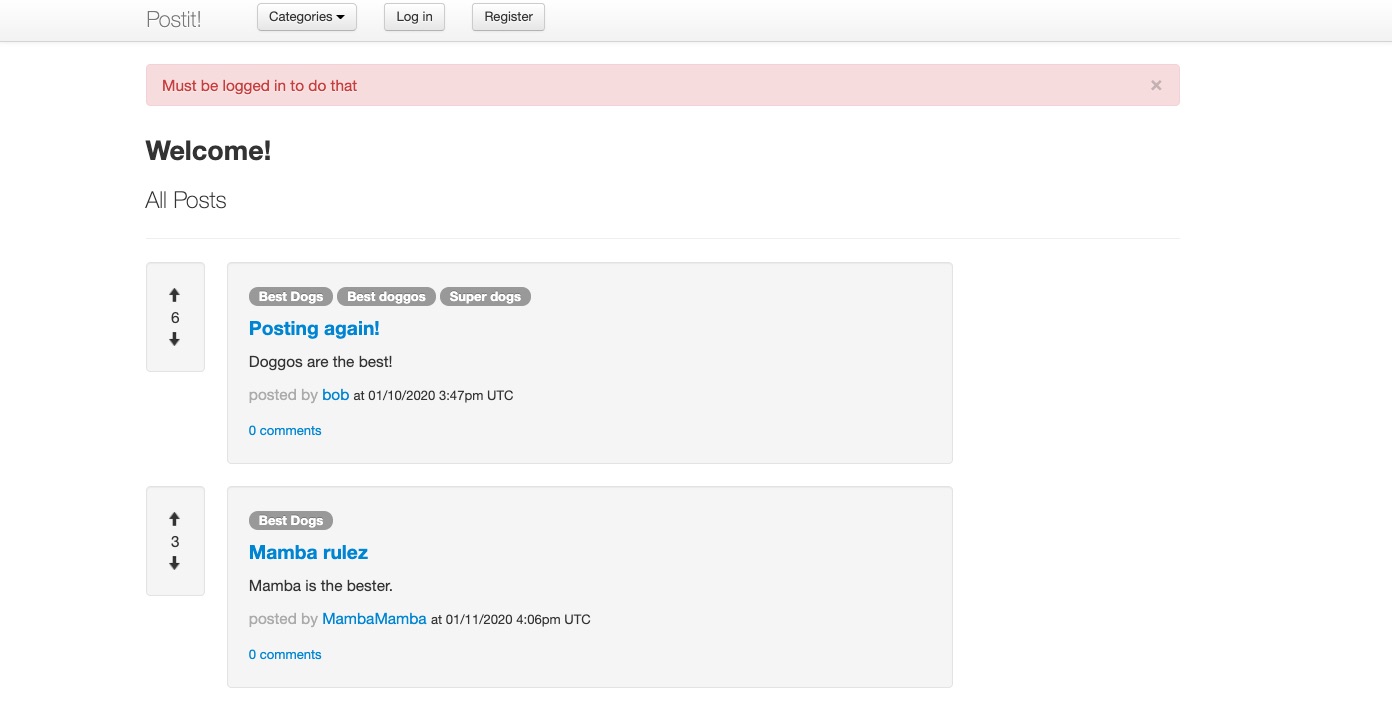 Postit! Categories Log in Register
Must be logged in to do that ×
Welcome!
All Posts
Best Dogs Best doggos Super dogs
6
Posting again!
Doggos are the best!
posted by bob at 01/10/2020 3:47pm UTC
0 comments
Best Dogs
3
Mamba rulez
Mamba is the bester.
posted by MambaMamba at 01/11/2020 4:06pm UTC
0 comments